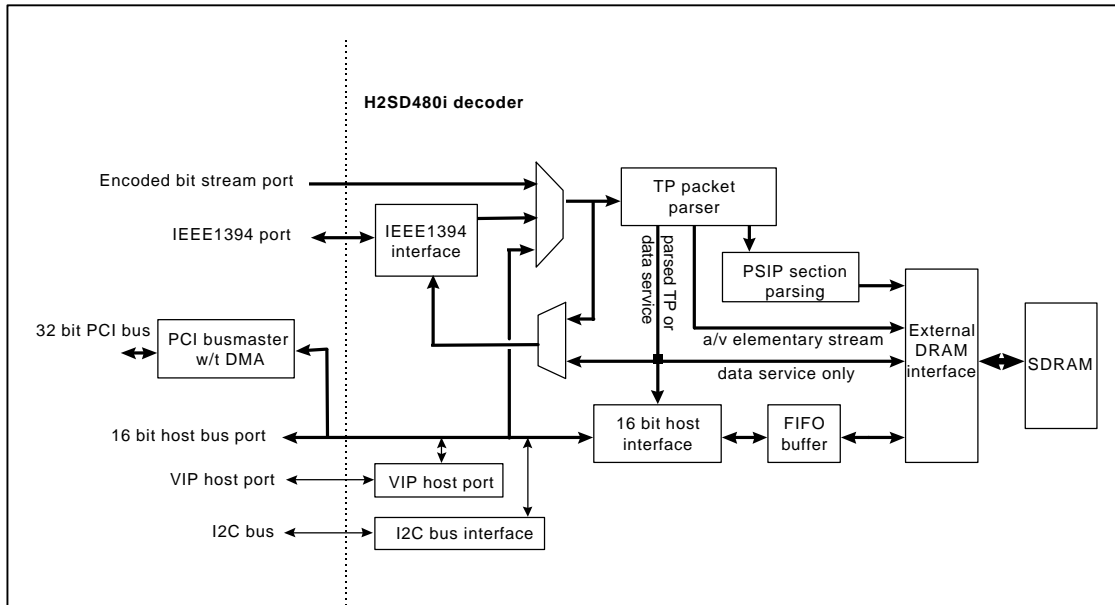 H2SD480i decoder
Encoded bit stream port
TP packet
parser
IEEE1394 port
IEEE1394
interface
parsed TP or
data service
PSIP section
parsing
32 bit PCI bus
PCI busmaster
w/t DMA
a/v elementary stream
External
DRAM
interface
SDRAM
data service only
16 bit host bus port
16 bit host
interface
FIFO
buffer
VIP host port
VIP host port
I2C bus
I2C bus interface